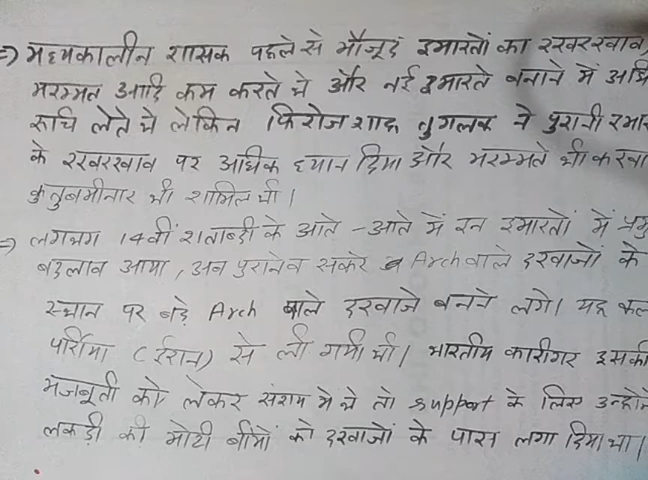 ⇒ मध्यकालीन शासक पहले से मौजूद इमारतों का रखरखाव,
मरम्मत आदि कम करते थे और नई इमारते बनाने में अधि
रुचि लेते थे लेकिन फिरोज शाह तुगलक ने पुरानी इमार
के रखरखाव पर अधिक ध्यान दिया और मरम्मते भी करवा
कुतुबमीनार भी शामिल थी।
⇒ लगभग 14वीं शताब्दी के आते-आते में इन इमारतों में प्रमु
बदलाव आया, अब पुराने व सकरे Arch वाले दरवाजों के
स्थान पर बड़े Arch वाले दरवाजे बनने लगे। यह कल
पर्शिया (ईरान) से ली गयी थी। भारतीय कारीगर इसकी
मजबूती को लेकर संशय मे थे तो support के लिए उन्होंने
लकड़ी की मोटी बीमों को दरवाजों के पास लगा दिया था।